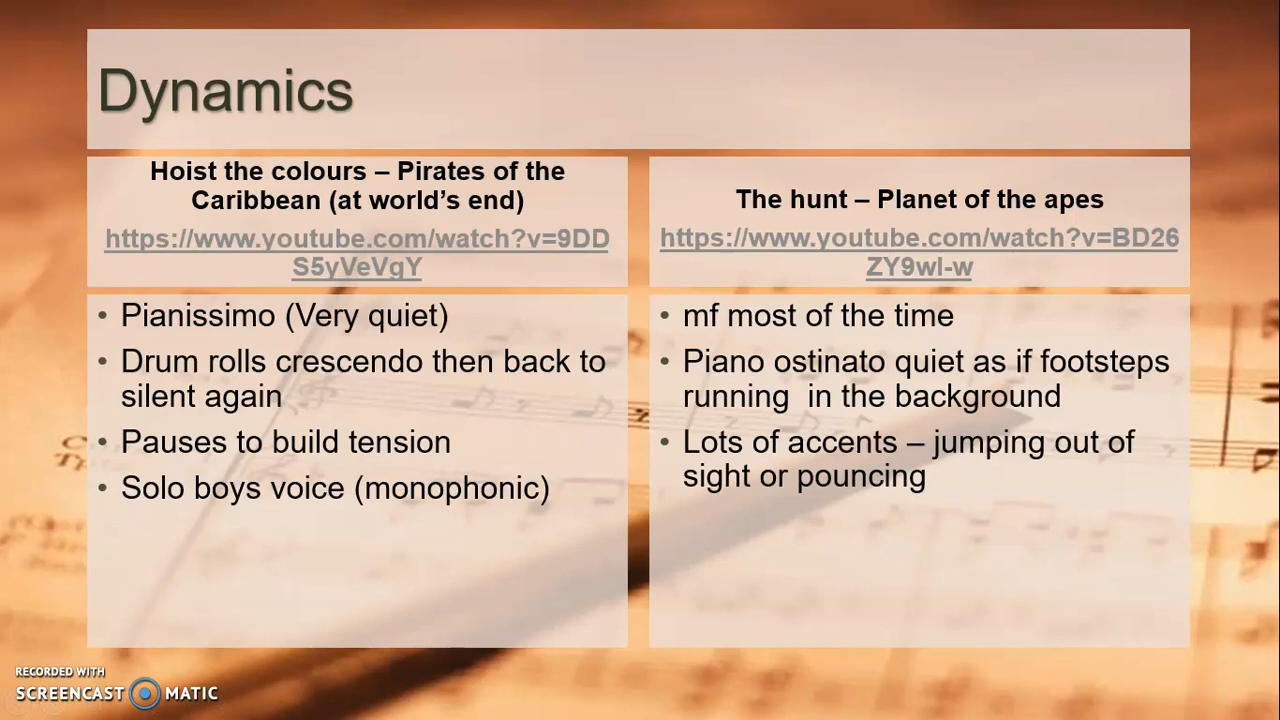 Dynamics
Hoist the colours – Pirates of the
Caribbean (at world’s end)
https://www.youtube.com/watch?v=9DD
S5yVeVgY
• Pianissimo (Very quiet)
• Drum rolls crescendo then back to
silent again
• Pauses to build tension
• Solo boys voice (monophonic)
The hunt – Planet of the apes
https://www.youtube.com/watch?v=BD26
ZY9wl-w
• mf most of the time
• Piano ostinato quiet as if footsteps
running  in the background
• Lots of accents – jumping out of
sight or pouncing
RECORDED WITH
SCREENCAST MATIC